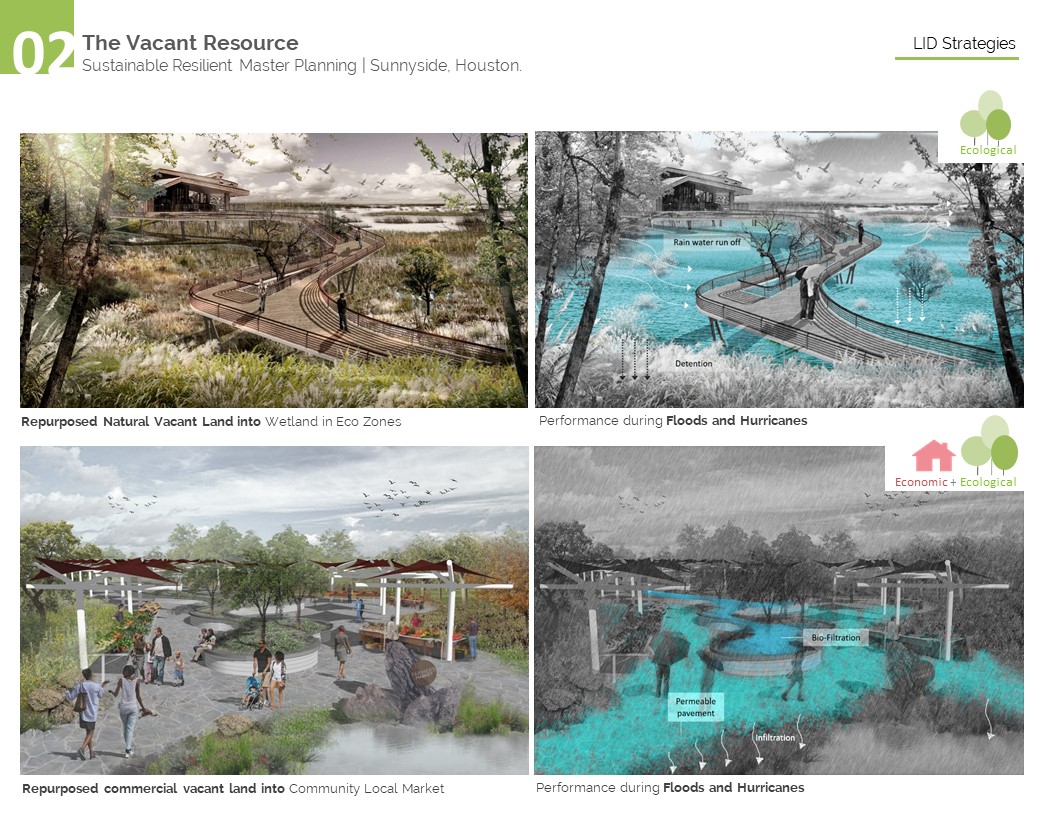 02
The Vacant Resource
Sustainable Resilient Master Planning | Sunnyside, Houston.
LID Strategies
Ecological
Rain water run off
Detention
Repurposed Natural Vacant Land into Wetland in Eco Zones
Performance during Floods and Hurricanes
Economic + Ecological
Bio-Filtration
Permeable
pavement
Infiltration
Repurposed commercial vacant land into Community Local Market
Performance during Floods and Hurricanes